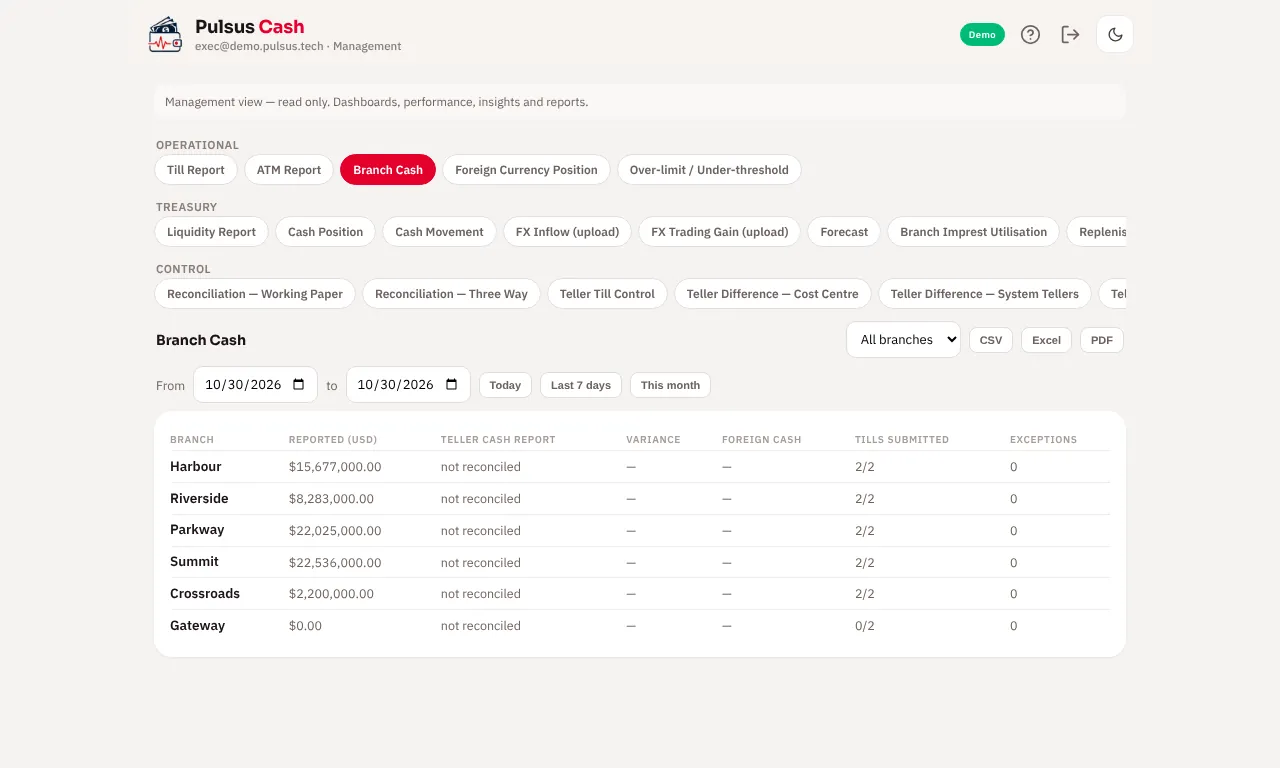 Pulsus Cash
exec@demo.pulsus.tech · Management
Demo
Management view — read only. Dashboards, performance, insights and reports.
OPERATIONAL
Till Report ATM Report Branch Cash Foreign Currency Position Over-limit / Under-threshold
TREASURY
Liquidity Report Cash Position Cash Movement FX Inflow (upload) FX Trading Gain (upload) Forecast Branch Imprest Utilisation Replenis
CONTROL
Reconciliation — Working Paper Reconciliation — Three Way Teller Till Control Teller Difference — Cost Centre Teller Difference — System Tellers Tel
Branch Cash All branches CSV Excel PDF
From 10/30/2026 to 10/30/2026 Today Last 7 days This month
BRANCH REPORTED (USD) TELLER CASH REPORT VARIANCE FOREIGN CASH TILLS SUBMITTED EXCEPTIONS
Harbour $15,677,000.00 not reconciled — — 2/2 0
Riverside $8,283,000.00 not reconciled — — 2/2 0
Parkway $22,025,000.00 not reconciled — — 2/2 0
Summit $22,536,000.00 not reconciled — — 2/2 0
Crossroads $2,200,000.00 not reconciled — — 2/2 0
Gateway $0.00 not reconciled — — 0/2 0